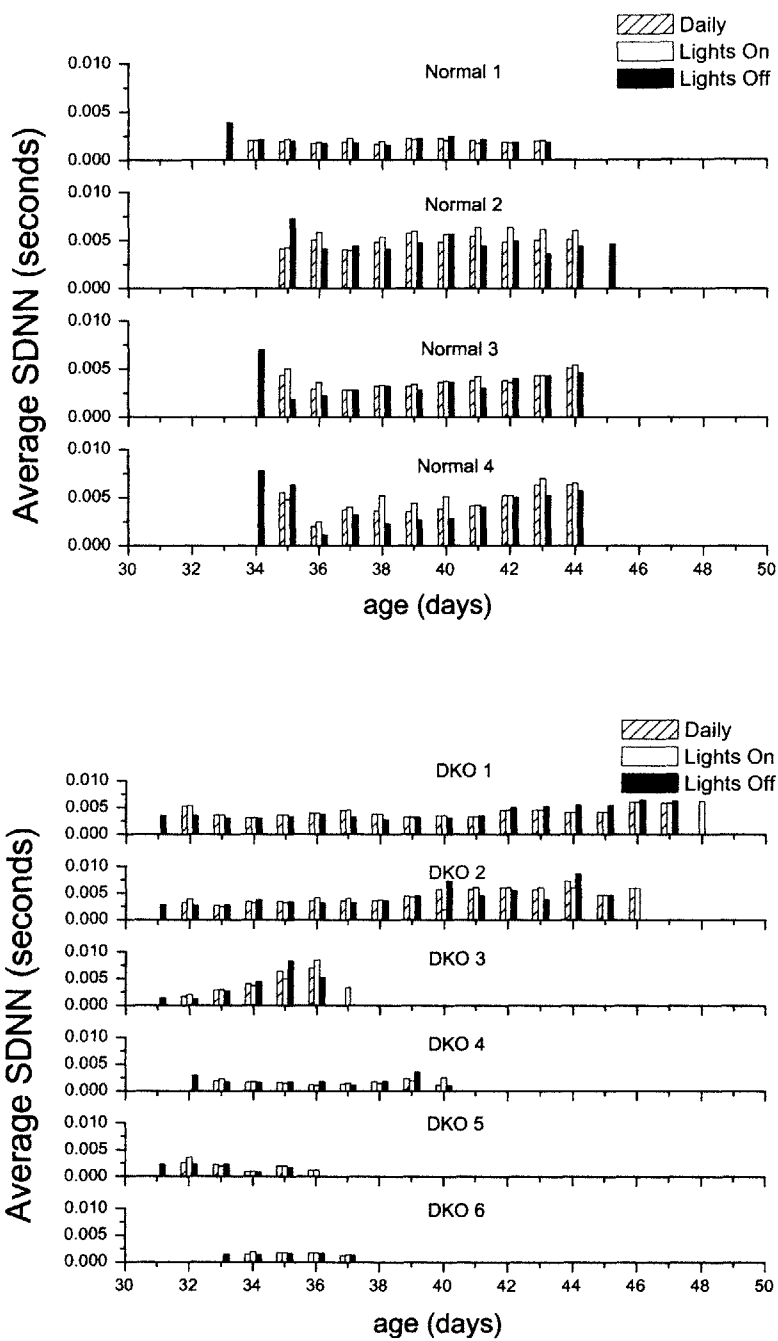 Daily
Lights On
Lights Off
Normal 1
0.010
0.005
0.000
Normal 2
0.010
0.005
0.000
Normal 3
0.010
0.005
0.000
Normal 4
0.010
0.005
0.000
Average SDNN (seconds)
30 32 34 36 38 40 42 44 46 48 50
age (days)
Daily
Lights On
Lights Off
DKO 1
0.010
0.005
0.000
DKO 2
0.010
0.005
0.000
DKO 3
0.010
0.005
0.000
DKO 4
0.010
0.005
0.000
DKO 5
0.010
0.005
0.000
DKO 6
0.010
0.005
0.000
Average SDNN (seconds)
30 32 34 36 38 40 42 44 46 48 50
age (days)